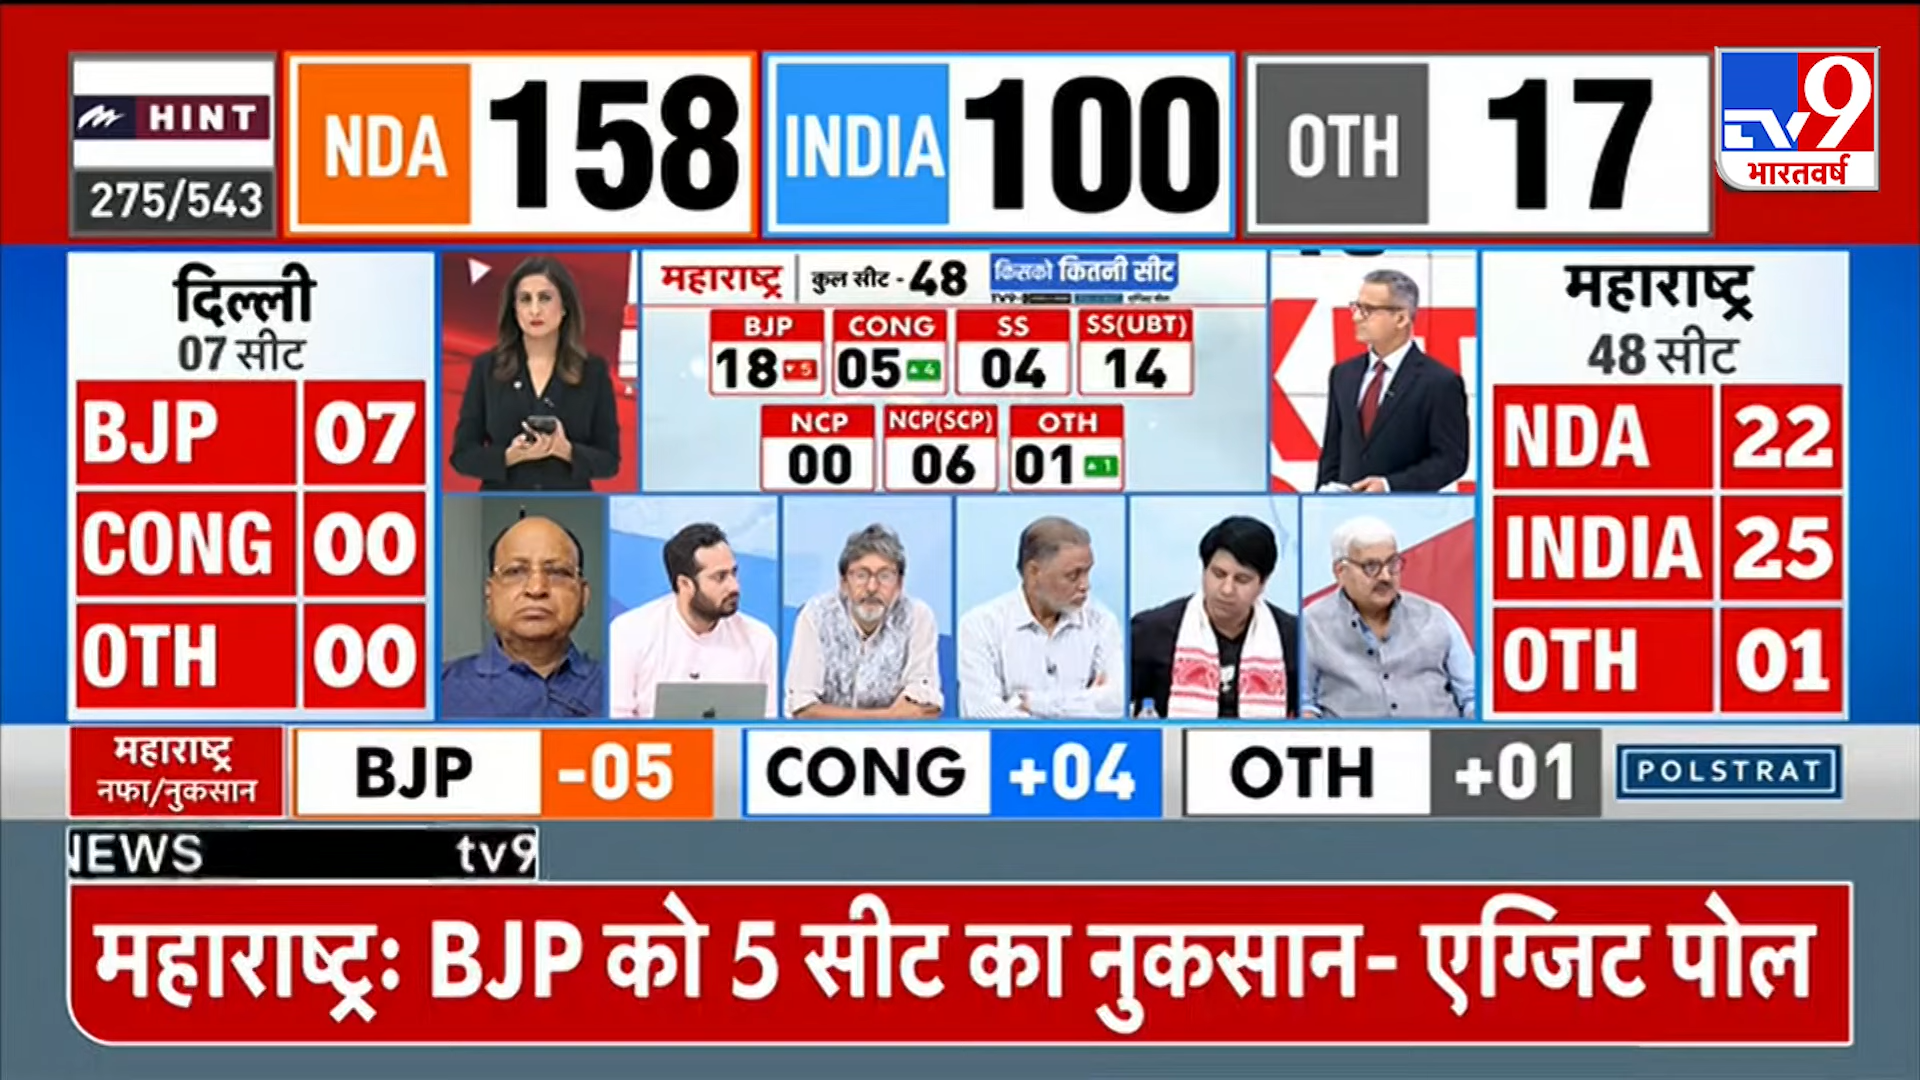 HINT
275/543
NDA 158
INDIA 100
OTH 17
TV9
भारतवर्ष
दिल्ली
07 सीट
BJP 07
CONG 00
OTH 00
महाराष्ट्र कुल सीट - 48 किसको कितनी सीट
BJP CONG SS SS(UBT)
18 5 05 4 04 14
NCP NCP(SCP) OTH
00 06 01 1
महाराष्ट्र
48 सीट
NDA 22
INDIA 25
OTH 01
महाराष्ट्र
नफा/नुकसान
BJP -05
CONG +04
OTH +01
POLSTRAT
NEWS tv9
महाराष्ट्र: BJP को 5 सीट का नुकसान- एग्जिट पोल